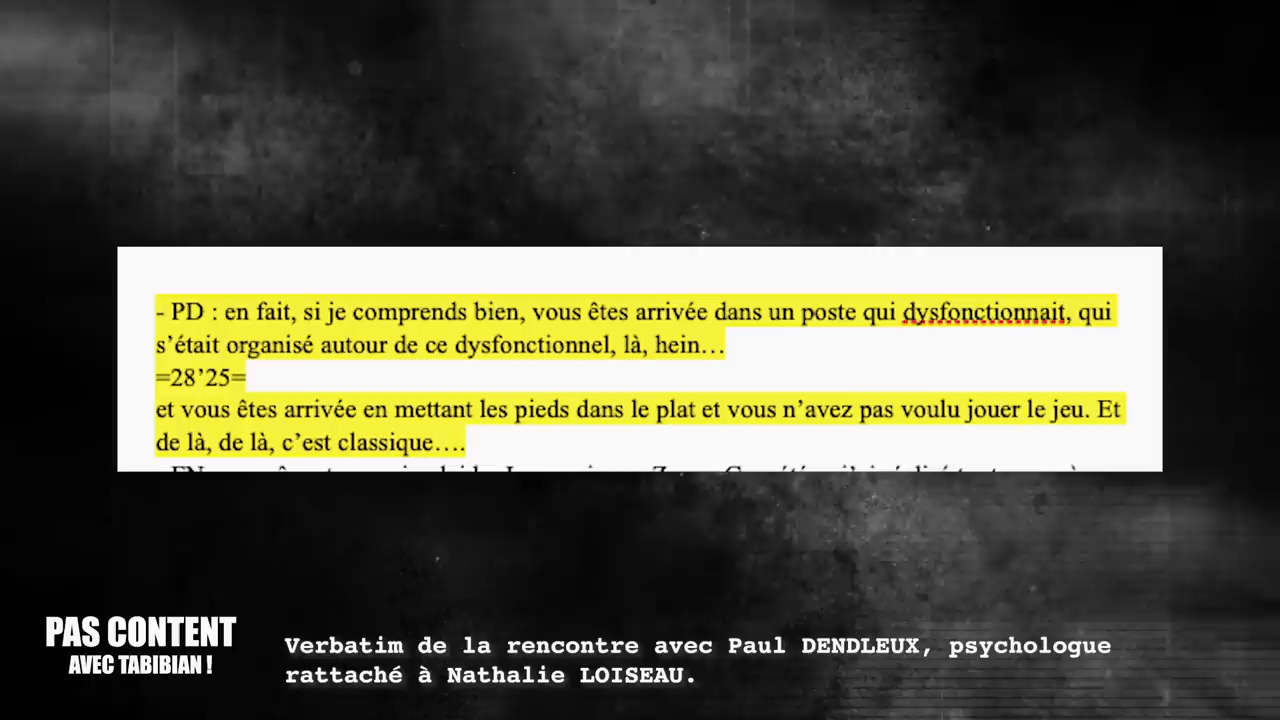 - PD : en fait, si je comprends bien, vous êtes arrivée dans un poste qui dysfonctionnait, qui
s’était organisé autour de ce dysfonctionnel, là, hein…
=28’25=
et vous êtes arrivée en mettant les pieds dans le plat et vous n’avez pas voulu jouer le jeu. Et
de là, de là, c’est classique….
PAS CONTENT
AVEC TABIBIAN !
Verbatim de la rencontre avec Paul DENDLEUX, psychologue
rattaché à Nathalie LOISEAU.